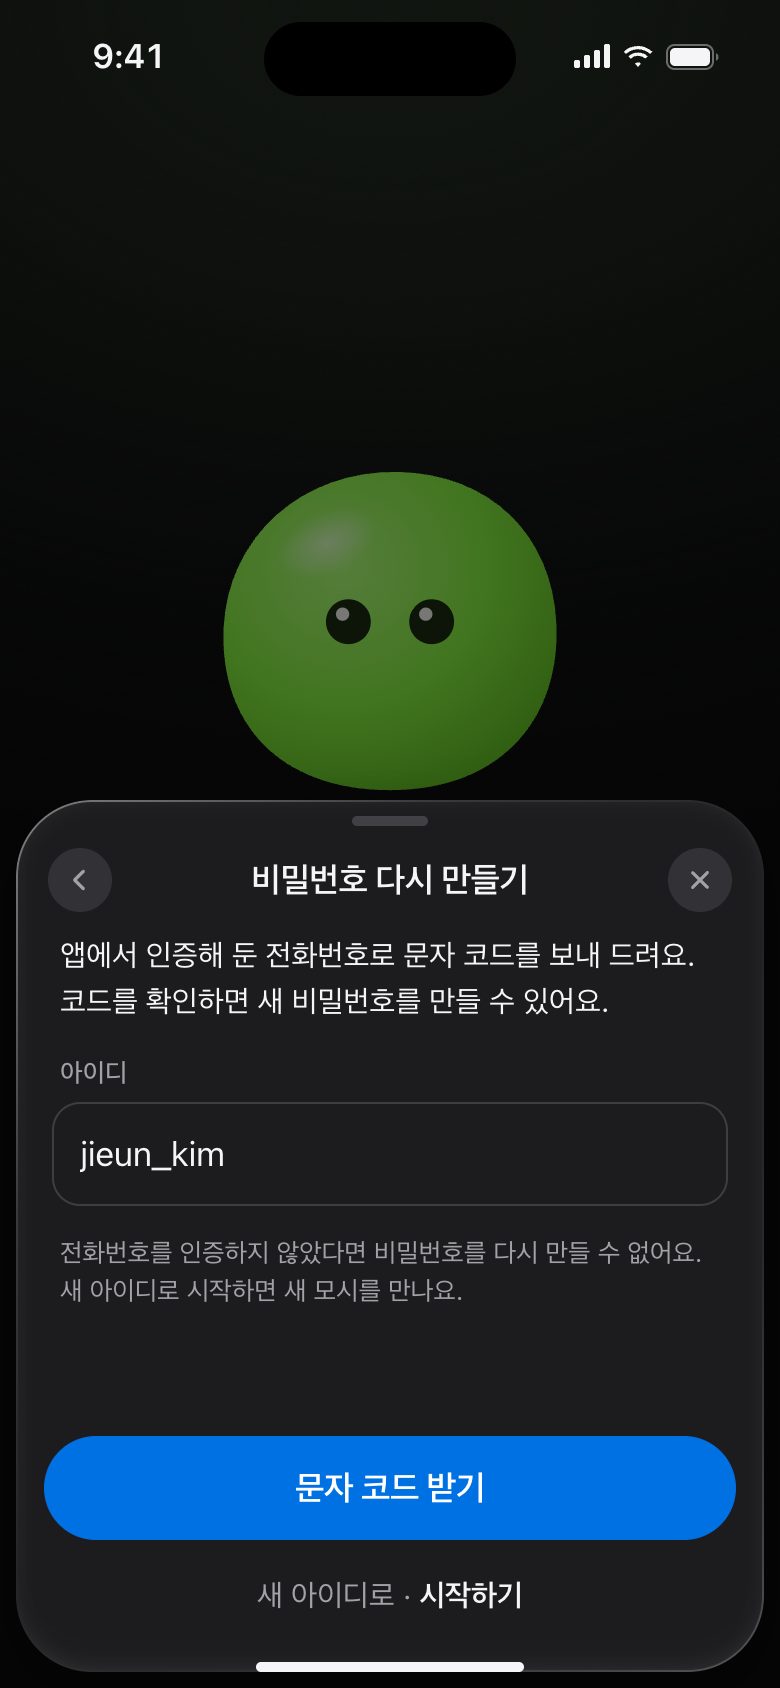 9:41
비밀번호 다시 만들기
앱에서 인증해 둔 전화번호로 문자 코드를 보내 드려요.
코드를 확인하면 새 비밀번호를 만들 수 있어요.
아이디
jieun_kim
전화번호를 인증하지 않았다면 비밀번호를 다시 만들 수 없어요.
새 아이디로 시작하면 새 모시를 만나요.
문자 코드 받기
새 아이디로 · 시작하기